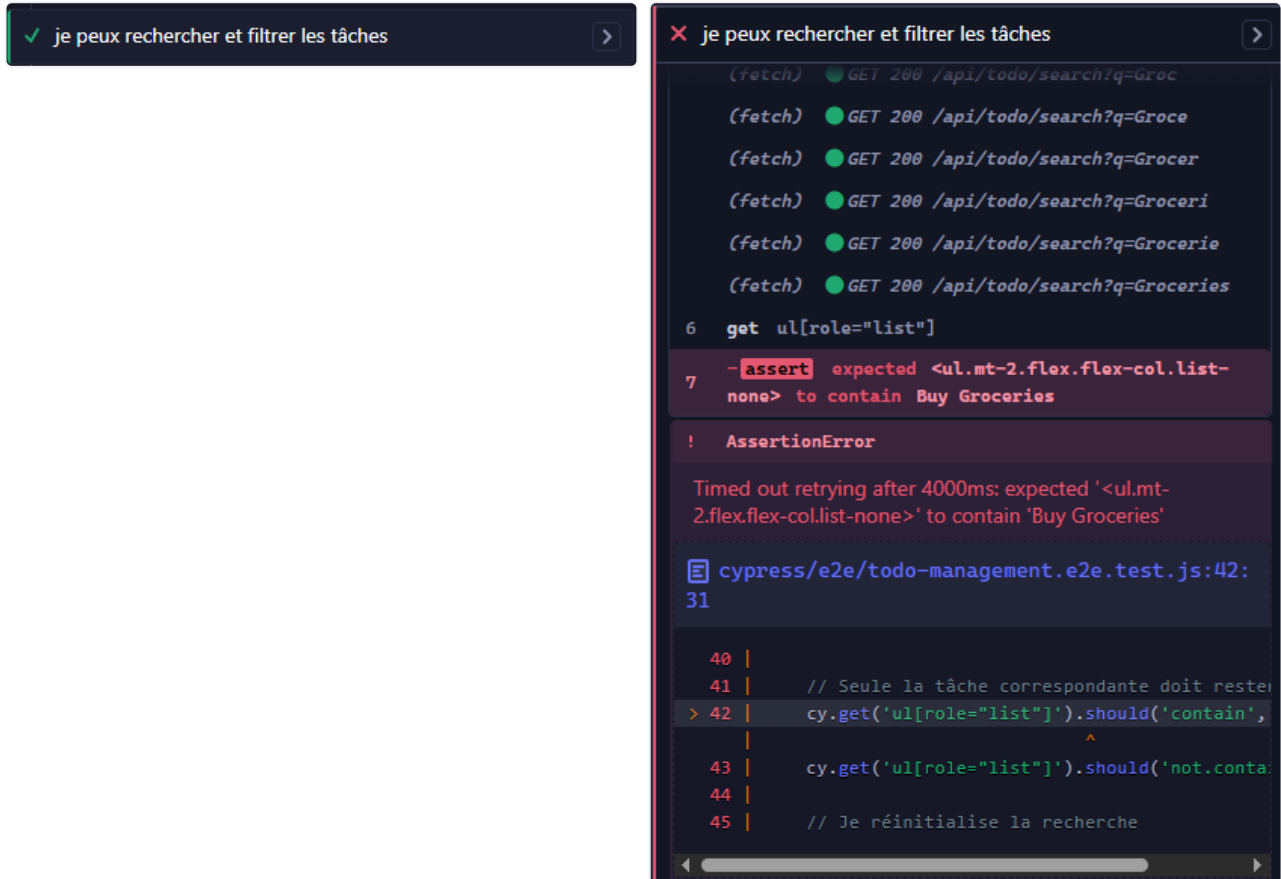 je peux rechercher et filtrer les tâches
je peux rechercher et filtrer les tâches
(fetch) GET 200 /api/todo/search?q=Groc
(fetch) GET 200 /api/todo/search?q=Groce
(fetch) GET 200 /api/todo/search?q=Grocer
(fetch) GET 200 /api/todo/search?q=Groceri
(fetch) GET 200 /api/todo/search?q=Grocerie
(fetch) GET 200 /api/todo/search?q=Groceries
6 get ul[role="list"]
7 -assert expected <ul.mt-2.flex.flex-col.list-
none> to contain Buy Groceries
! AssertionError
Timed out retrying after 4000ms: expected '<ul.mt-
2.flex.flex-col.list-none>' to contain 'Buy Groceries'
cypress/e2e/todo-management.e2e.test.js:42:
31
40 |
41 | // Seule la tâche correspondante doit rester
> 42 | cy.get('ul[role="list"]').should('contain',
| ^
43 | cy.get('ul[role="list"]').should('not.contai
44 |
45 | // Je réinitialise la recherche